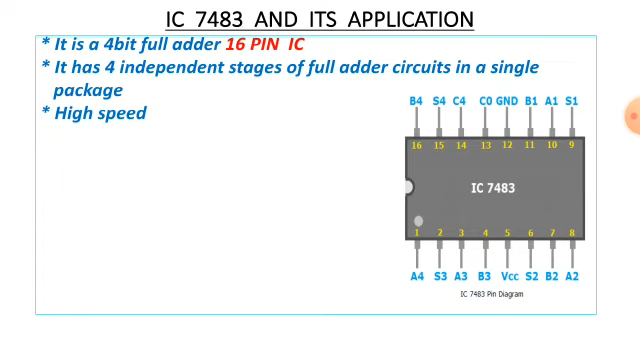 IC 7483 AND ITS APPLICATION
* It is a 4bit full adder 16 PIN IC
* It has 4 independent stages of full adder circuits in a single
package
* High speed
B4 S4 C4 C0 GND B1 A1 S1
16 15 14 13 12 11 10 9
IC 7483
1 2 3 4 5 6 7 8
A4 S3 A3 B3 Vcc S2 B2 A2
IC 7483 Pin Diagram